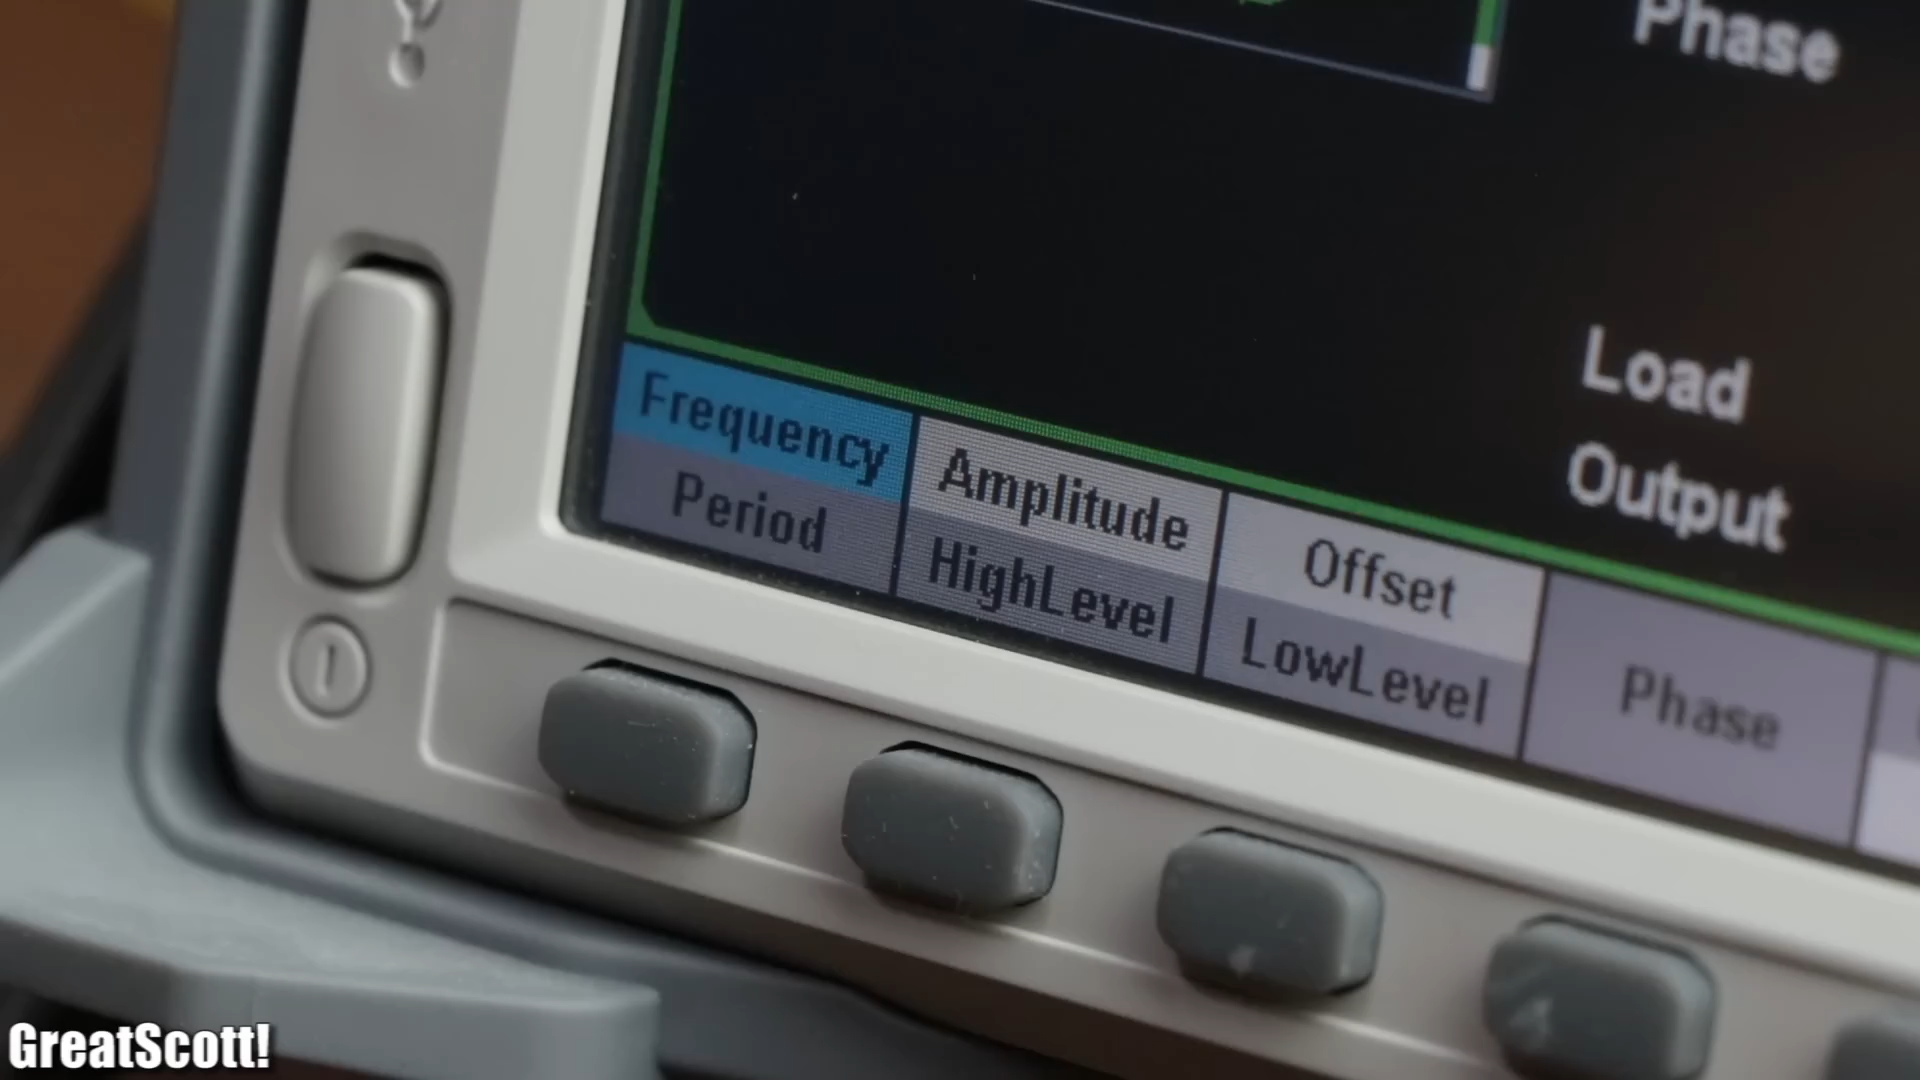 Phase
Load
Output
Frequency
Period
Amplitude
HighLevel
Offset
LowLevel
Phase
GreatScott!